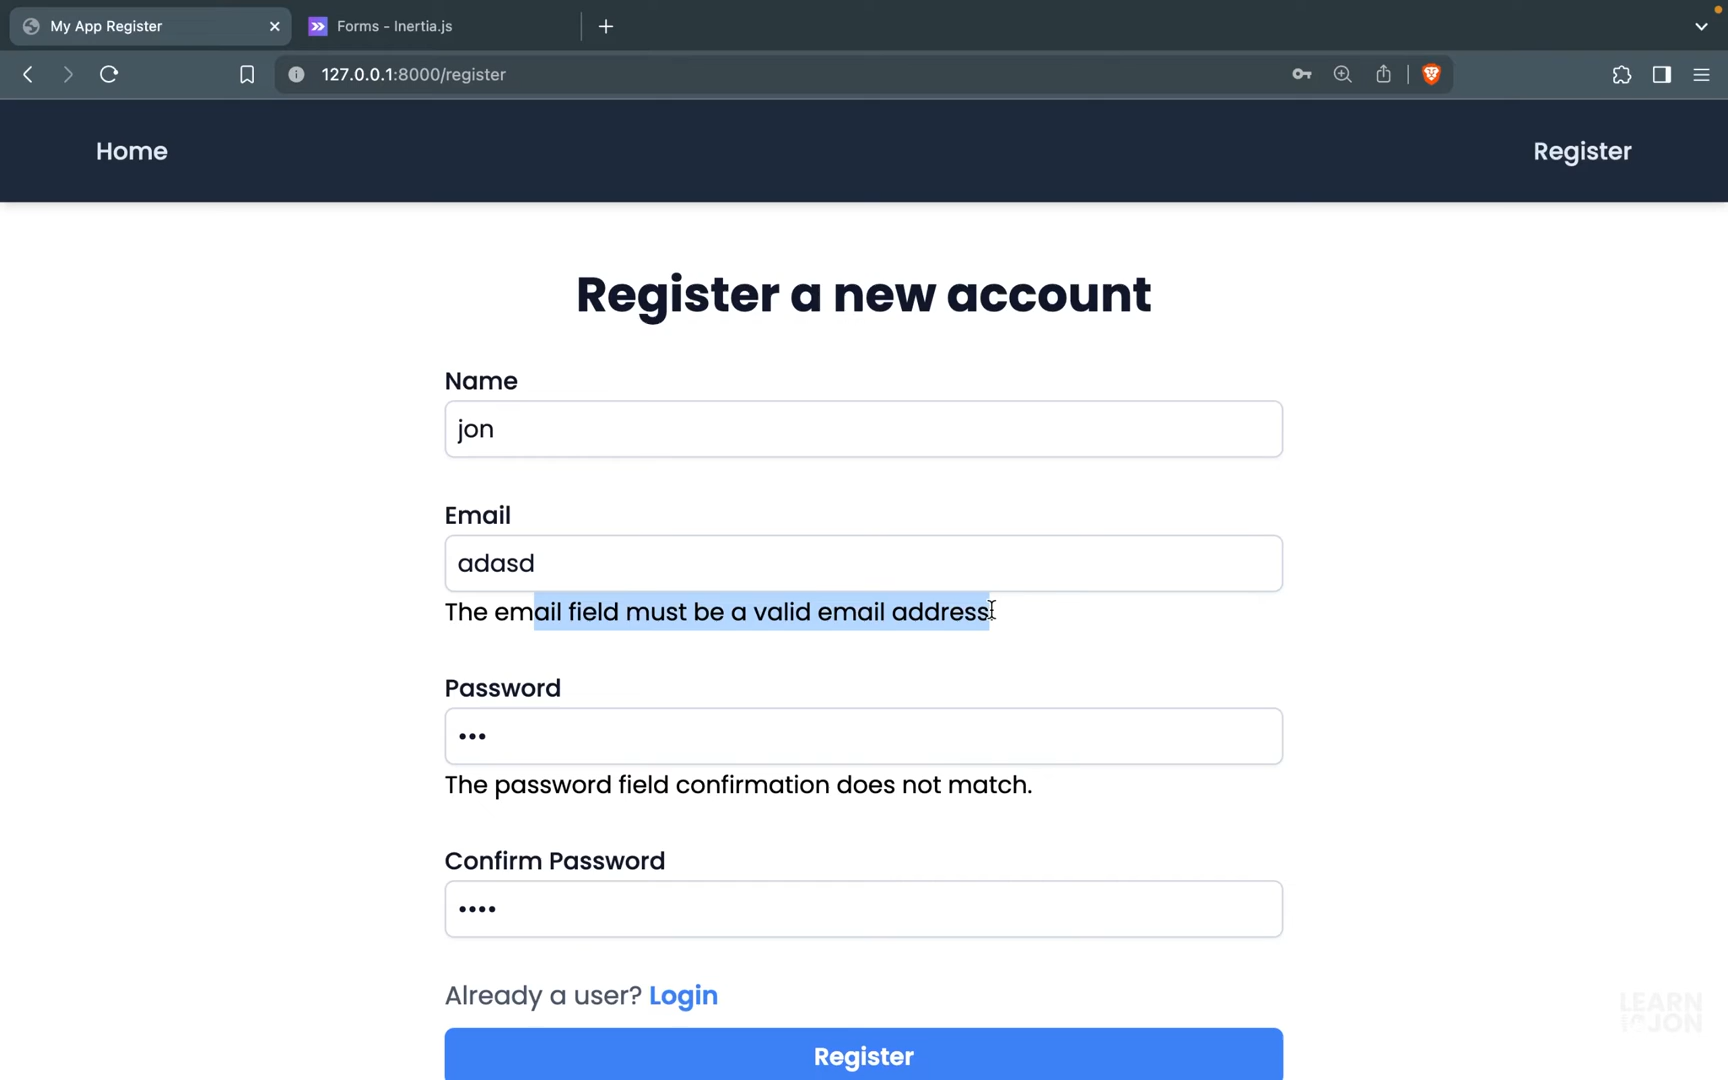 My App Register
Forms - Inertia.js
127.0.0.1:8000/register
Home
Register
Register a new account
Name
jon
Email
adasd
The email field must be a valid email address
Password
•••
The password field confirmation does not match.
Confirm Password
••••
Already a user? Login
Register
LEARN
JON